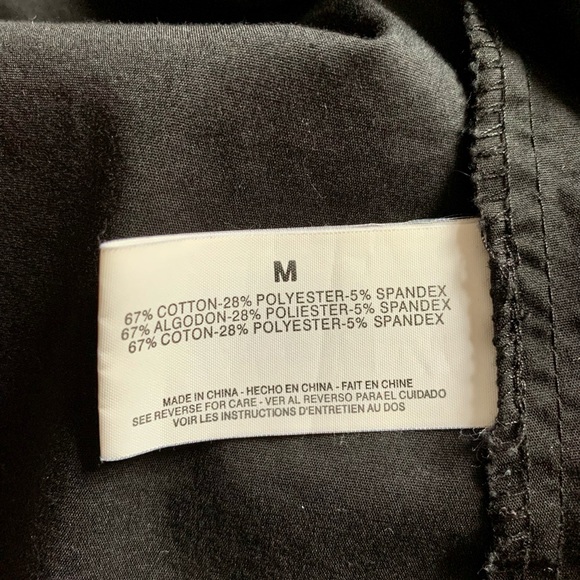 M
67% COTTON-28% POLYESTER-5% SPANDEX
67% ALGODON-28% POLIESTER-5% SPANDEX
67% COTON-28% POLYESTER-5% SPANDEX
MADE IN CHINA - HECHO EN CHINA - FAIT EN CHINE
SEE REVERSE FOR CARE - VER AL REVERSO PARA EL CUIDADO
VOIR LES INSTRUCTIONS D'ENTRETIEN AU DOS